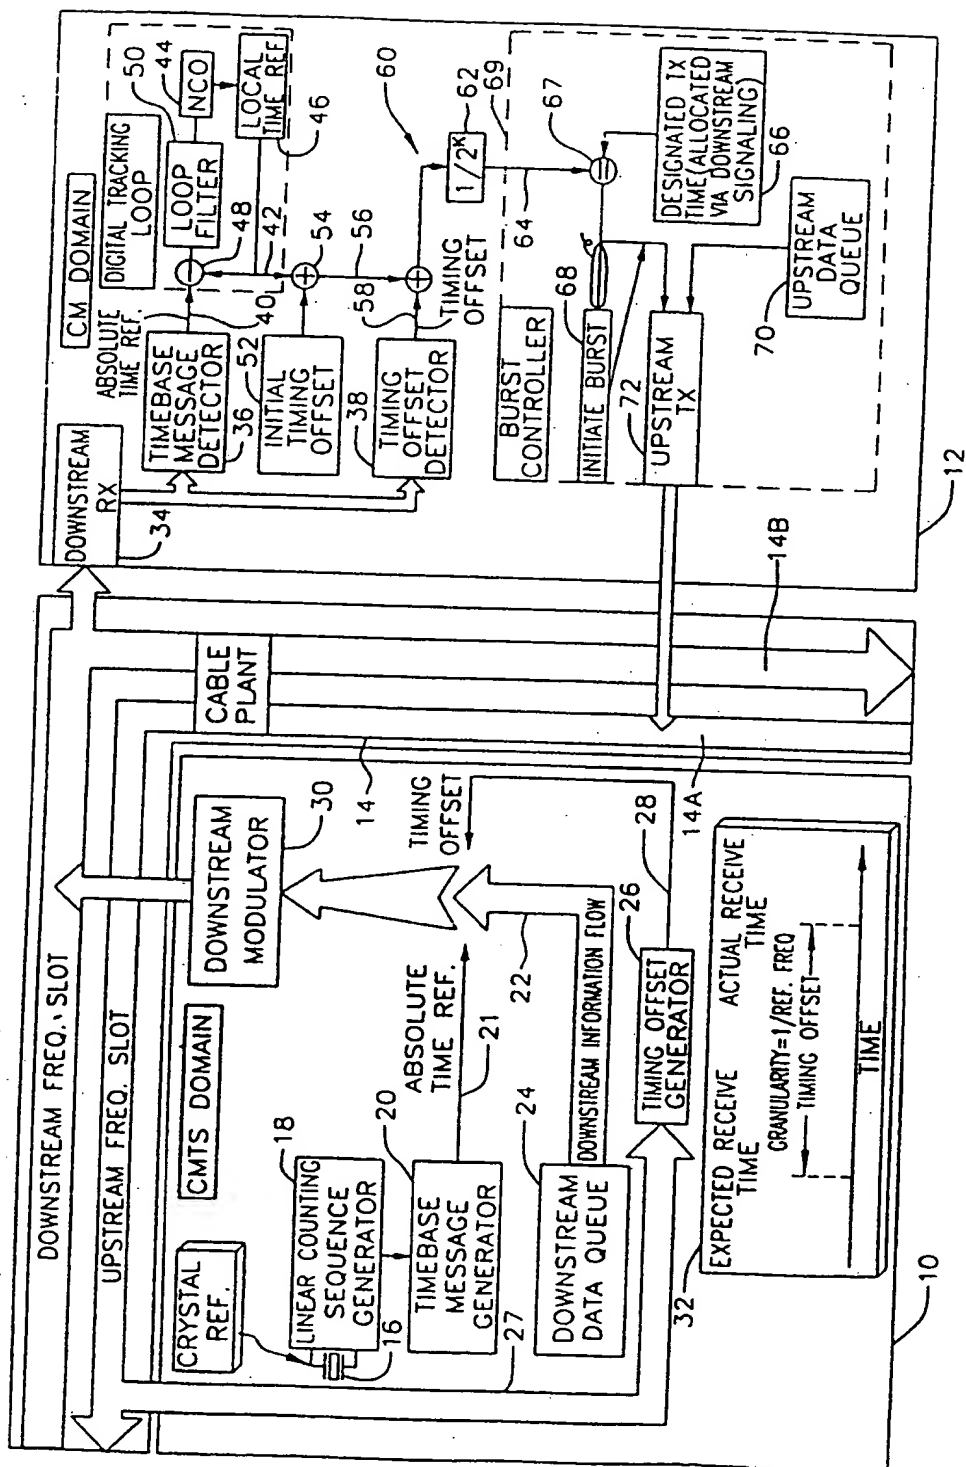 DOWNSTREAM FREQ. SLOT
UPSTREAM FREQ. SLOT
CMTS DOMAIN
CRYSTAL
REF.
16
18
LINEAR COUNTING
SEQUENCE
GENERATOR
20
TIMEBASE
MESSAGE
GENERATOR
ABSOLUTE
TIME REF.
21
22
24
DOWNSTREAM
DATA QUEUE
DOWNSTREAM INFORMATION FLOW
26
TIMING OFFSET
GENERATOR
27
28
TIMING
OFFSET
DOWNSTREAM
MODULATOR
30
32
EXPECTED RECEIVE
TIME
ACTUAL RECEIVE
TIME
GRANULARITY=1/REF. FREQ
TIMING OFFSET
TIME
10
CABLE
PLANT
14
14A
14B
DOWNSTREAM
RX
34
CM DOMAIN
DIGITAL TRACKING
LOOP
ABSOLUTE
TIME REF.
40
TIMEBASE
MESSAGE
DETECTOR
36
48
LOOP
FILTER
50
NCO
44
LOCAL
TIME REF
46
42
52
INITIAL
TIMING
OFFSET
54
56
TIMING
OFFSET
DETECTOR
38
58
TIMING
OFFSET
60
1/2K
62
64
69
BURST
CONTROLLER
67
68
INITIATE BURST
DESIGNATED TX
TIME(ALLOCATED
VIA DOWNSTREAM
SIGNALING)
66
72
UPSTREAM
TX
70
UPSTREAM
DATA
QUEUE
12